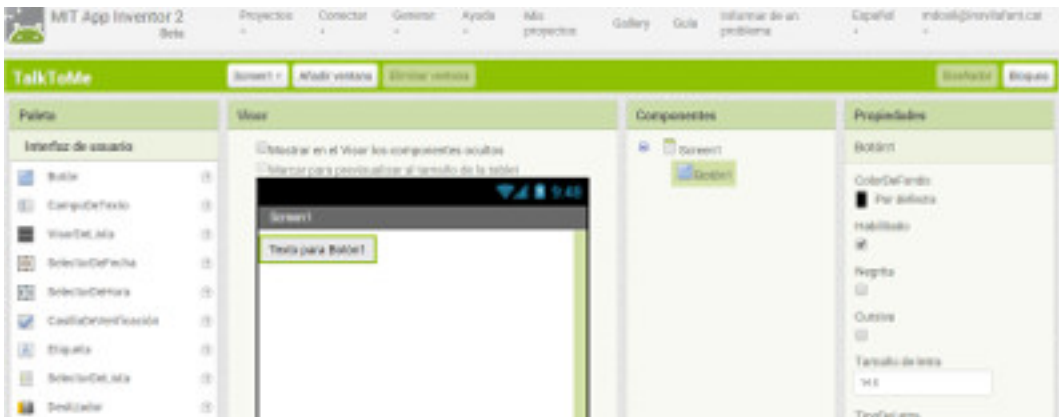 MIT App Inventor 2
Beta
Proyectos Conectar Generar Ayuda Mis proyectos Gallery Guía Informar de un problema Español
TalkToMe
Screen1 Añadir ventana Eliminar ventana Diseñador Bloques
Paleta Visor Componentes Propiedades
Interfaz de usuario
Botón
CampoDeTexto
VisorDeLista
SelectorDeFecha
SelectorDeHora
CasillaDeVerificación
Etiqueta
SelectorDeLista
Deslizador
Mostrar en el Visor los componentes ocultos
Marcar para previsualizar al tamaño de la tablet
9:48
Screen1
Texto para Botón1
Screen1
Botón1
Botón1
ColorDeFondo
Por defecto
Habilitado
Negrita
Cursiva
Tamaño de letra
14.0